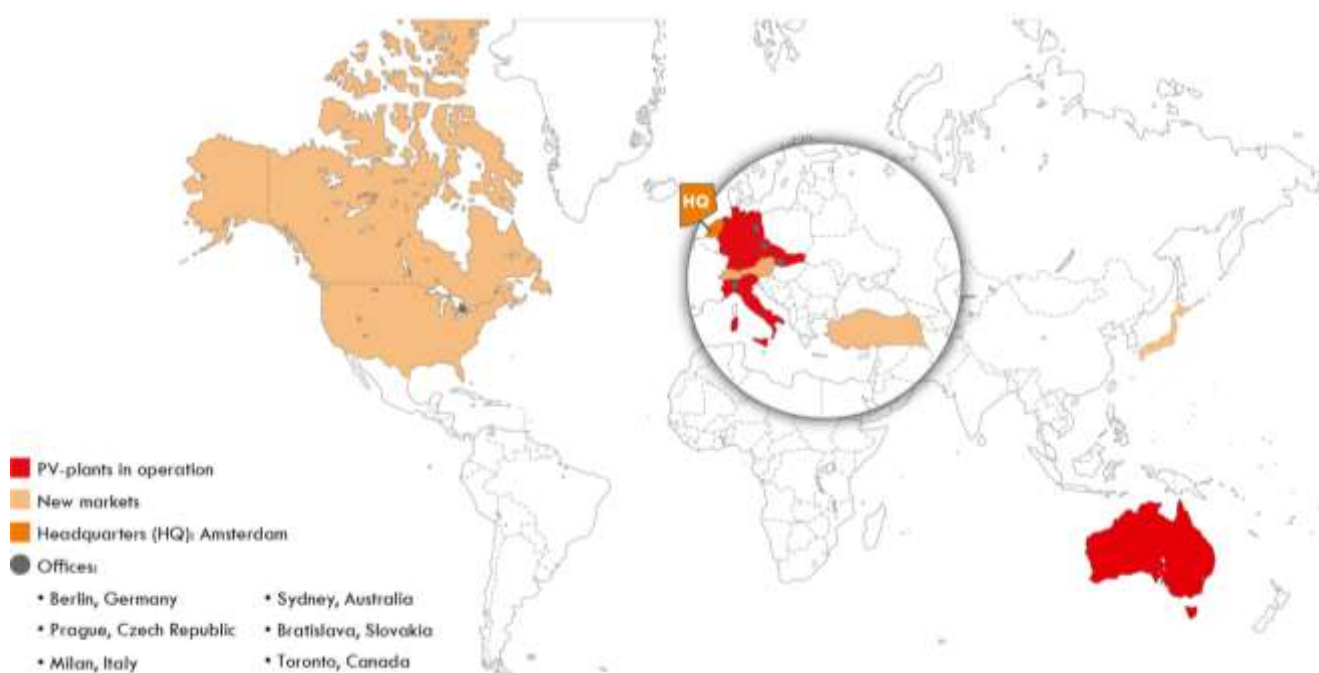 HQ
PV-plants in operation
New markets
Headquarters (HQ): Amsterdam
Offices:
• Berlin, Germany
• Sydney, Australia
• Prague, Czech Republic
• Bratislava, Slovakia
• Milan, Italy
• Toronto, Canada